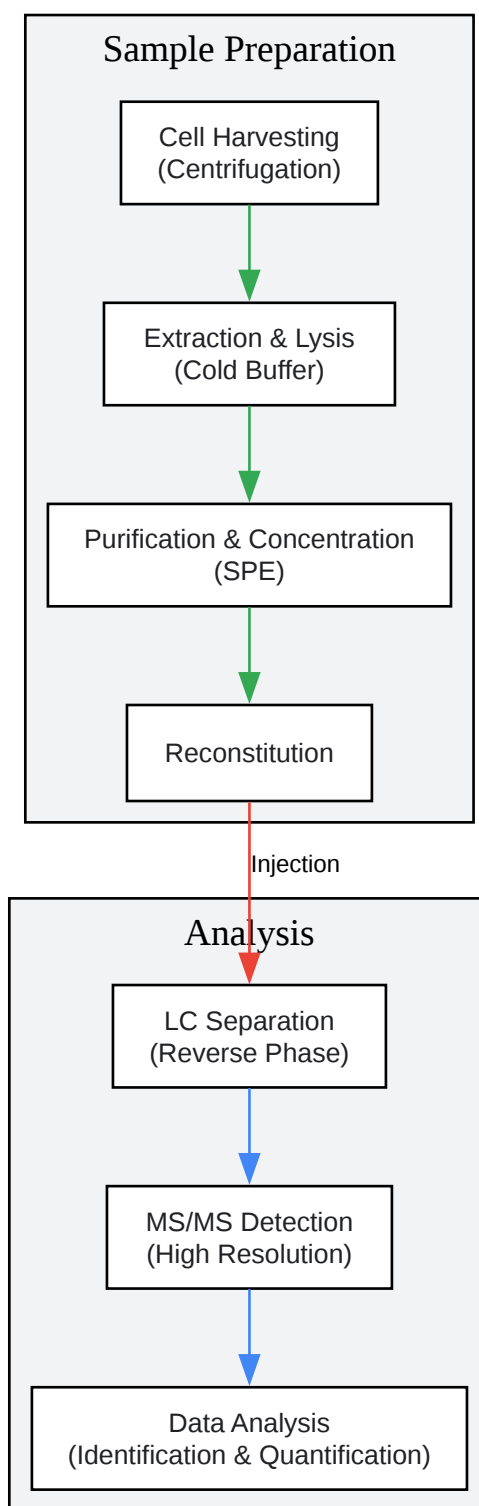 Sample Preparation
Cell Harvesting
(Centrifugation)
Extraction & Lysis
(Cold Buffer)
Purification & Concentration
(SPE)
Reconstitution
Injection
Analysis
LC Separation
(Reverse Phase)
MS/MS Detection
(High Resolution)
Data Analysis
(Identification & Quantification)